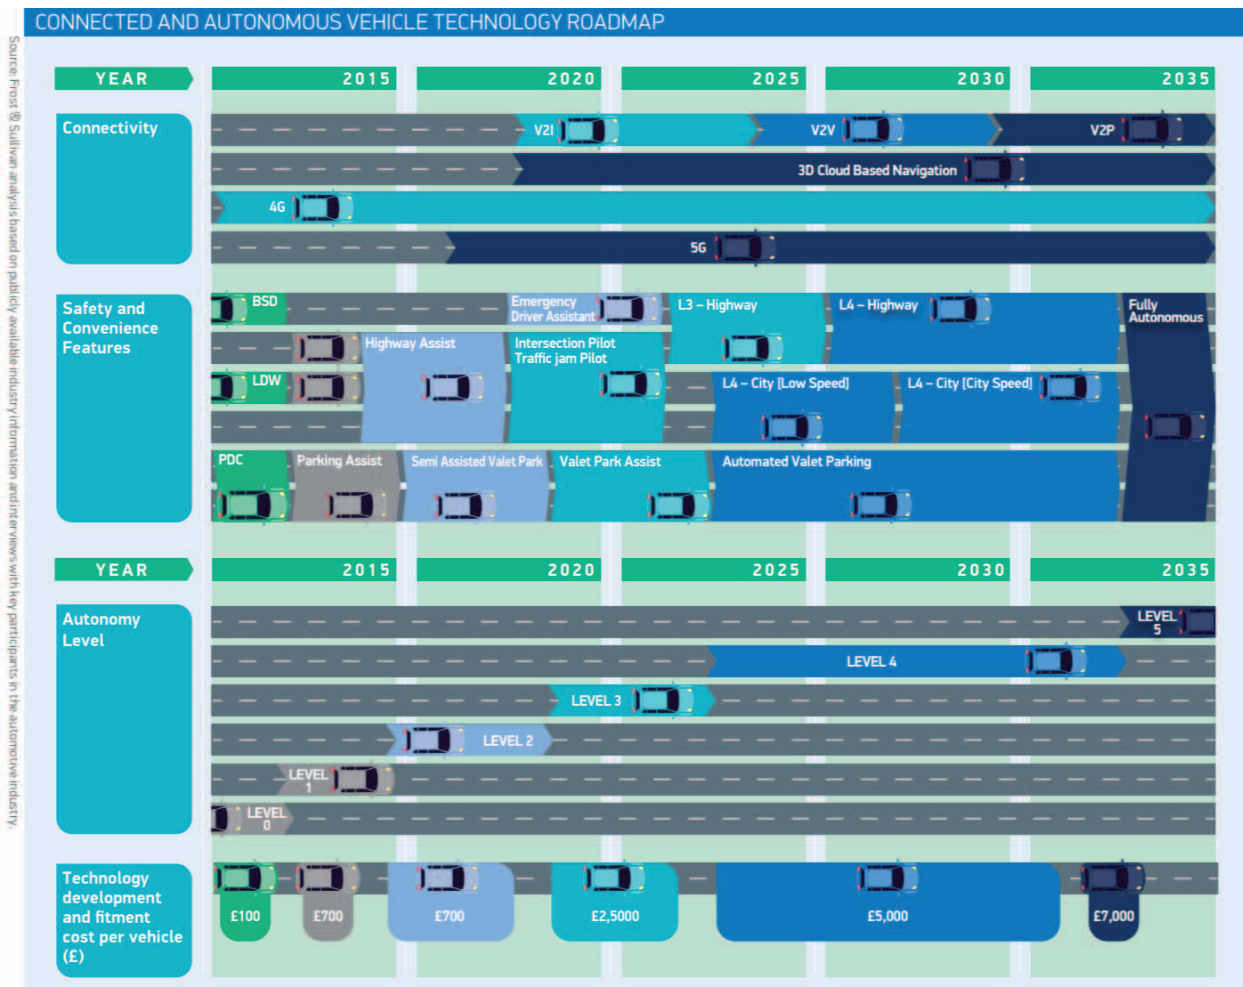 CONNECTED AND AUTONOMOUS VEHICLE TECHNOLOGY ROADMAP
Source: Frost & Sullivan analysis based on publicly available industry information and interviews with key participants in the automotive industry.
YEAR 2015 2020 2025 2030 2035
Connectivity
V2I V2V V2P
3D Cloud Based Navigation
4G
5G
Safety and
Convenience
Features
BSD
Emergency
Driver Assistant
L3 – Highway
L4 – Highway
Fully
Autonomous
Highway Assist
Intersection Pilot
Traffic jam Pilot
LDW
L4 – City [Low Speed]
L4 – City [City Speed]
PDC
Parking Assist
Semi Assisted Valet Park
Valet Park Assist
Automated Valet Parking
YEAR 2015 2020 2025 2030 2035
Autonomy
Level
LEVEL
5
LEVEL 4
LEVEL 3
LEVEL 2
LEVEL
1
LEVEL
0
Technology
development
and fitment
cost per vehicle
(£)
£100 £700 £700 £2,5000 £5,000 £7,000